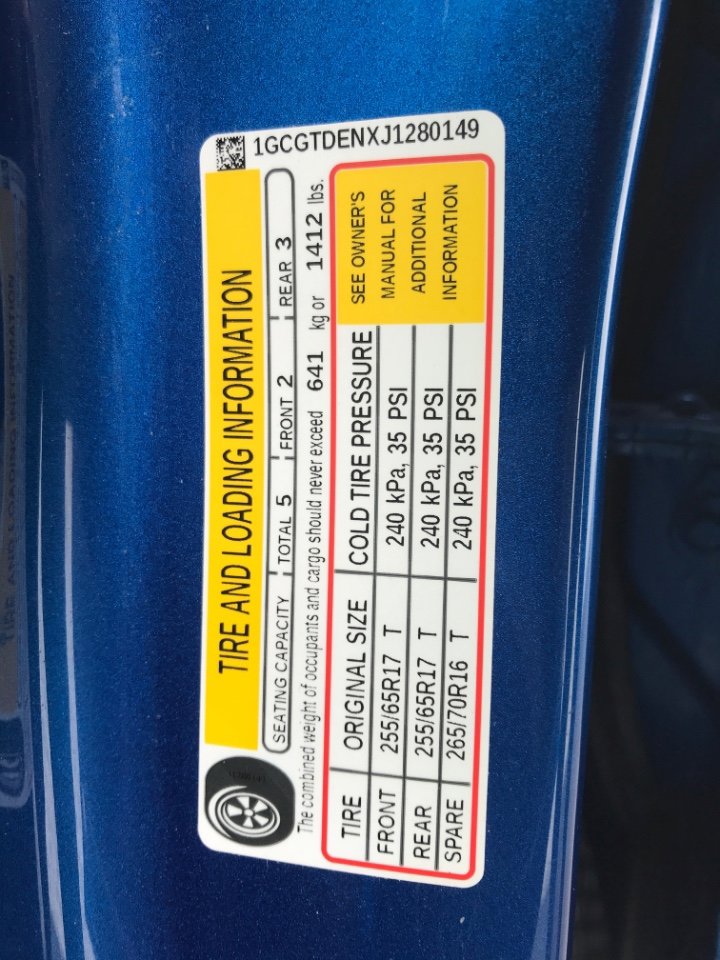 1GCGTDENXJ1280149
TIRE AND LOADING INFORMATION
SEATING CAPACITY TOTAL 5 FRONT 2 REAR 3
The combined weight of occupants and cargo should never exceed 641 kg or 1412 lbs.
TIRE ORIGINAL SIZE COLD TIRE PRESSURE
FRONT 255/65R17 T 240 kPa, 35 PSI
REAR 255/65R17 T 240 kPa, 35 PSI
SPARE 265/70R16 T 240 kPa, 35 PSI
SEE OWNER'S
MANUAL FOR
ADDITIONAL
INFORMATION